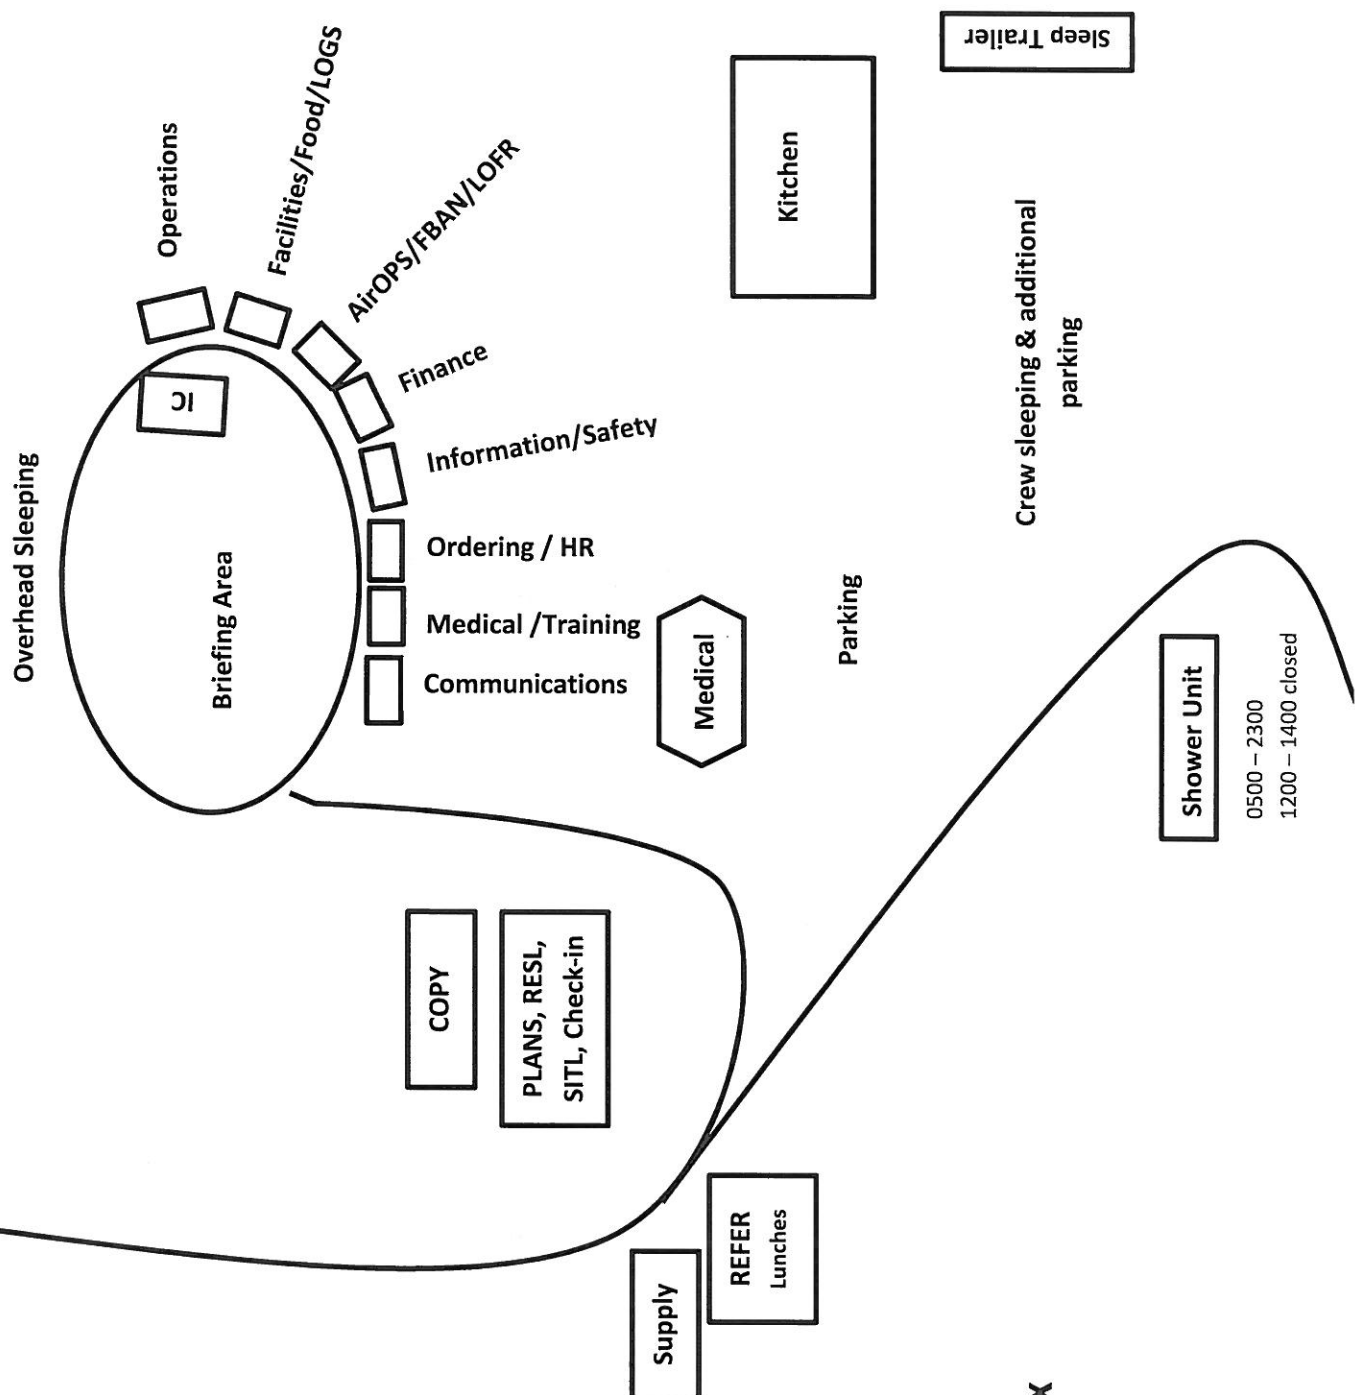 Overhead Sleeping
Operations
Facilities/Food/LOGS
AirOPS/FBAN/LOFR
Finance
Information/Safety
Ordering / HR
Medical /Training
Communications
IC
Briefing Area
Sleep Trailer
Kitchen
Crew sleeping & additional
parking
Parking
Medical
Shower Unit
0500 – 2300
1200 – 1400 closed
COPY
PLANS, RESL,
SITL, Check-in
REFER
Lunches
Supply